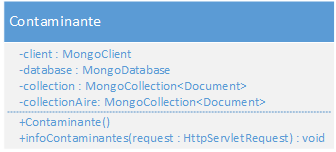 Contaminante
-client : MongoClient
-database : MongoDatabase
-collection : MongoCollection<Document>
-collectionAire: MongoCollection<Document>
+Contaminante()
+infoContaminantes(request : HttpServletRequest) : void